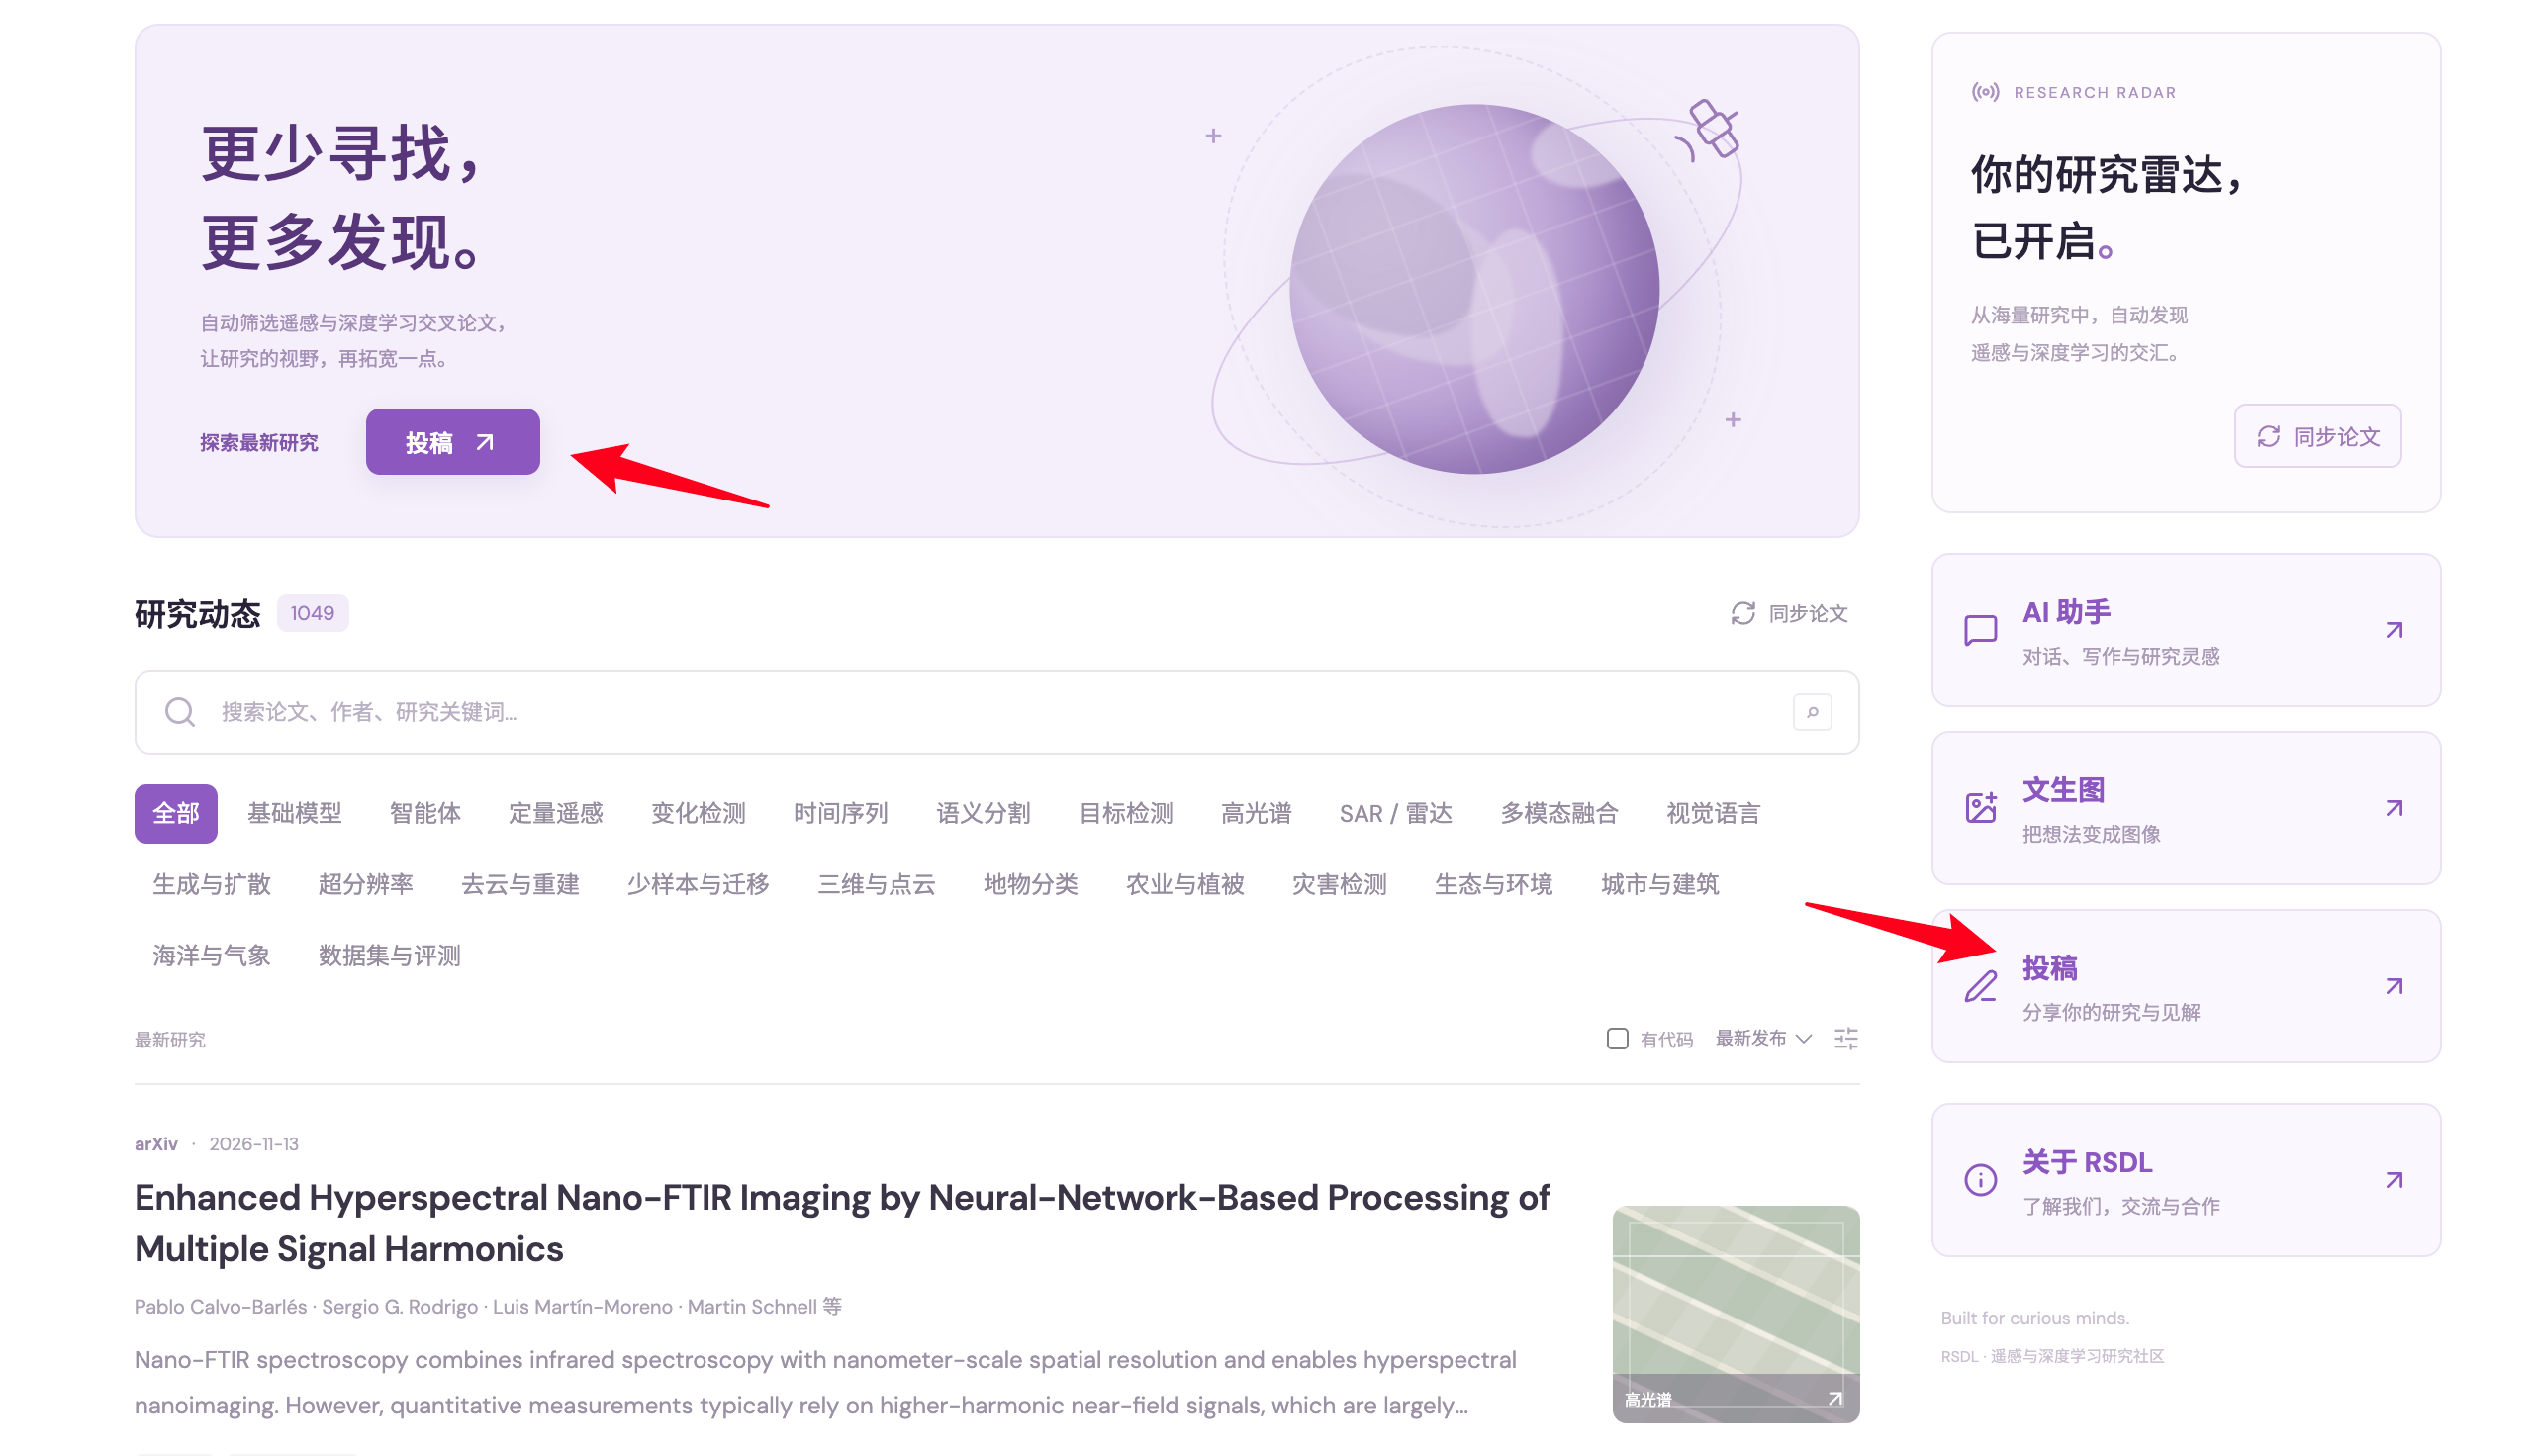 更少寻找，
更多发现。
自动筛选遥感与深度学习交叉论文，
让研究的视野，再拓宽一点。
探索最新研究
投稿
RESEARCH RADAR
你的研究雷达，
已开启。
从海量研究中，自动发现
遥感与深度学习的交汇。
同步论文
研究动态 1049
同步论文
搜索论文、作者、研究关键词...
全部 基础模型 智能体 定量遥感 变化检测 时间序列 语义分割 目标检测 高光谱 SAR / 雷达 多模态融合 视觉语言
生成与扩散 超分辨率 去云与重建 少样本与迁移 三维与点云 地物分类 农业与植被 灾害检测 生态与环境 城市与建筑
海洋与气象 数据集与评测
最新研究
有代码 最新发布
arXiv · 2026-11-13
Enhanced Hyperspectral Nano-FTIR Imaging by Neural-Network-Based Processing of
Multiple Signal Harmonics
Pablo Calvo-Barlés · Sergio G. Rodrigo · Luis Martín-Moreno · Martin Schnell 等
Nano-FTIR spectroscopy combines infrared spectroscopy with nanometer-scale spatial resolution and enables hyperspectral
nanoimaging. However, quantitative measurements typically rely on higher-harmonic near-field signals, which are largely...
高光谱
AI 助手
对话、写作与研究灵感
文生图
把想法变成图像
投稿
分享你的研究与见解
关于 RSDL
了解我们，交流与合作
Built for curious minds.
RSDL · 遥感与深度学习研究社区